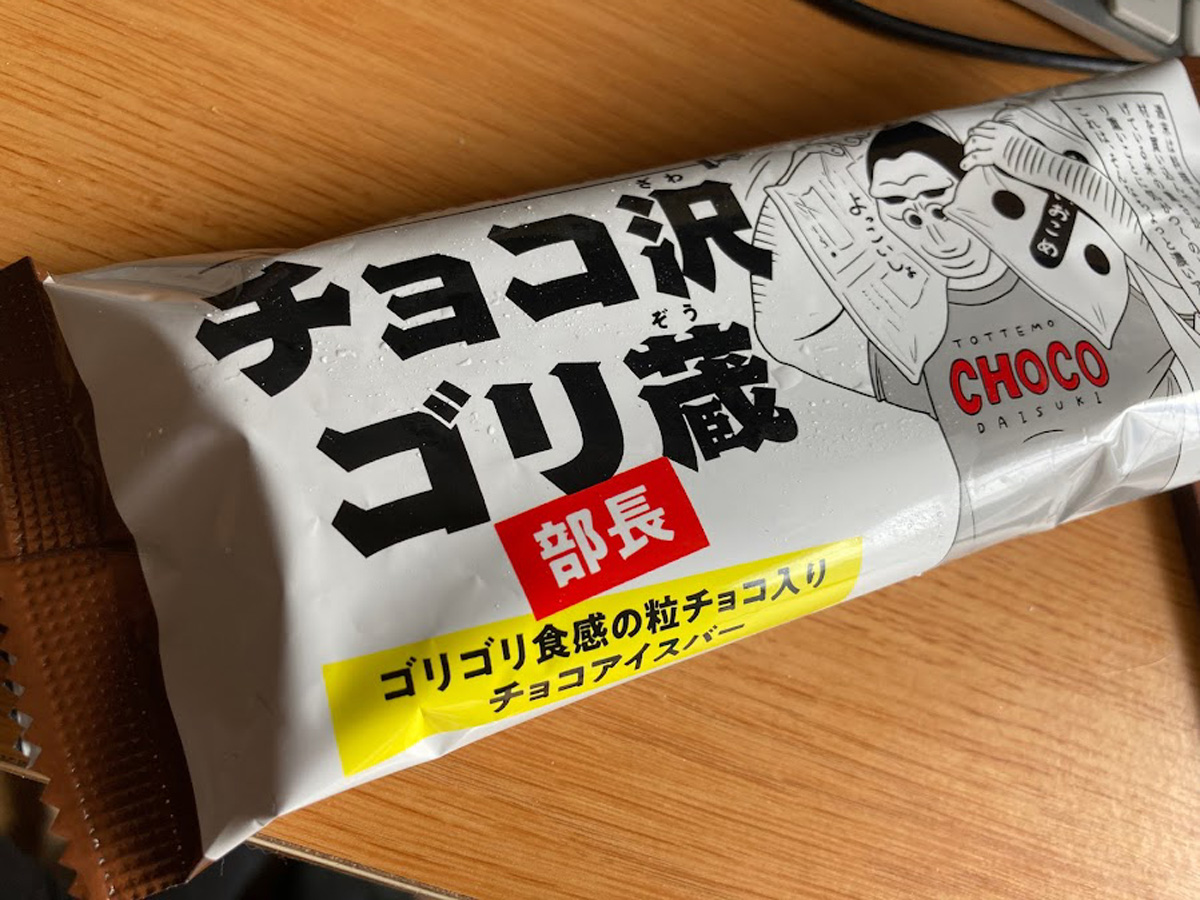 ざわ
チョコ沢
ぞう
ゴリ蔵
部長
ゴリゴリ食感の粒チョコ入り
チョコアイスバー
おこめ
TOTTEMO
CHOCO
DAISUKI